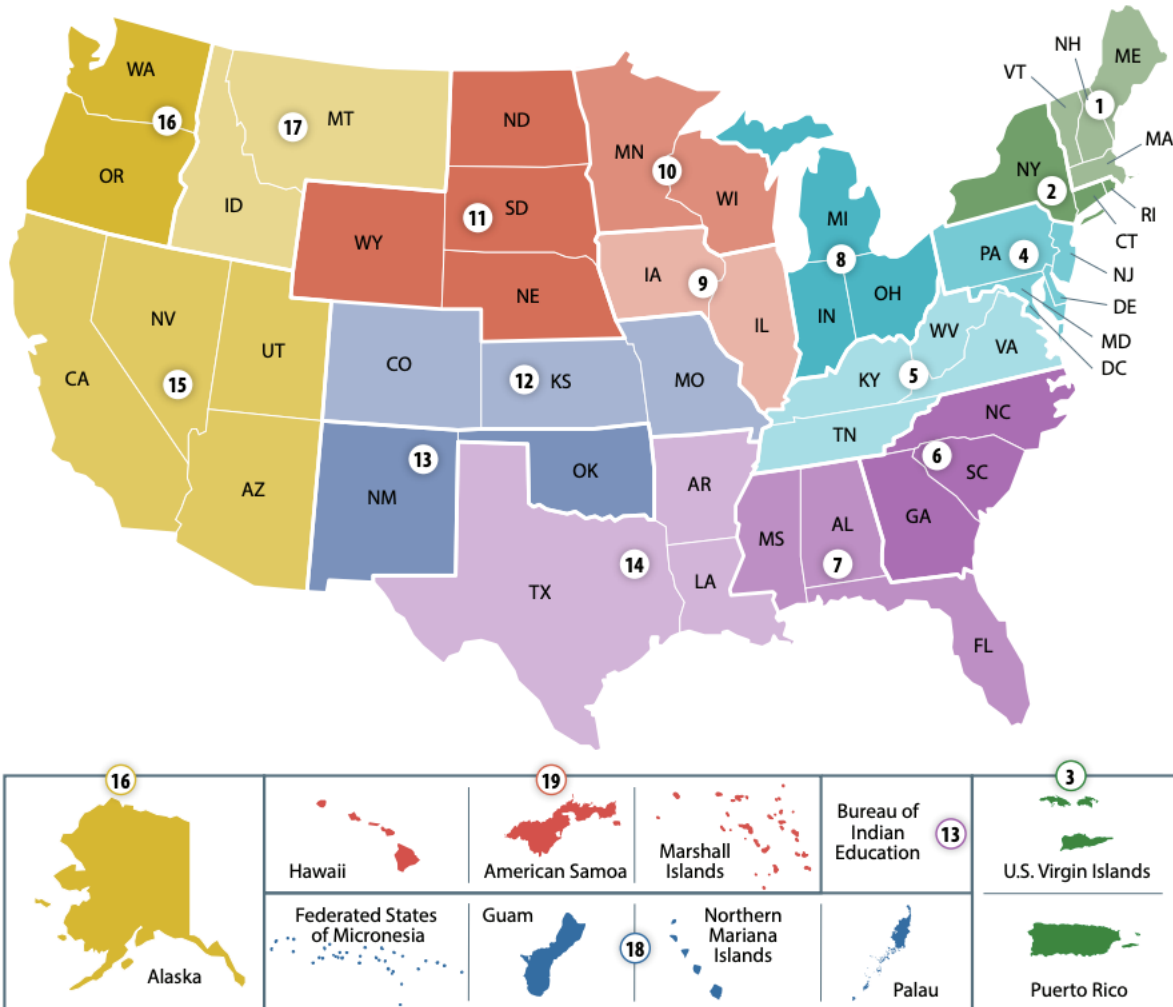 NH
ME
VT
1
WA
16
17
MT
ND
MN
10
MA
OR
ID
11
SD
WI
MI
NY
2
RI
WY
CT
8
PA
4
NJ
IA
9
NE
IN
OH
DE
NV
UT
CO
IL
WV
VA
MD
DC
CA
15
12
KS
MO
KY
5
NC
TN
13
OK
6
SC
AZ
NM
AR
GA
MS
AL
14
7
TX
LA
FL
16
19
3
Hawaii
American Samoa
Marshall
Islands
Bureau of
Indian
Education
13
U.S. Virgin Islands
Alaska
Federated States
of Micronesia
Guam
18
Northern
Mariana
Islands
Palau
Puerto Rico